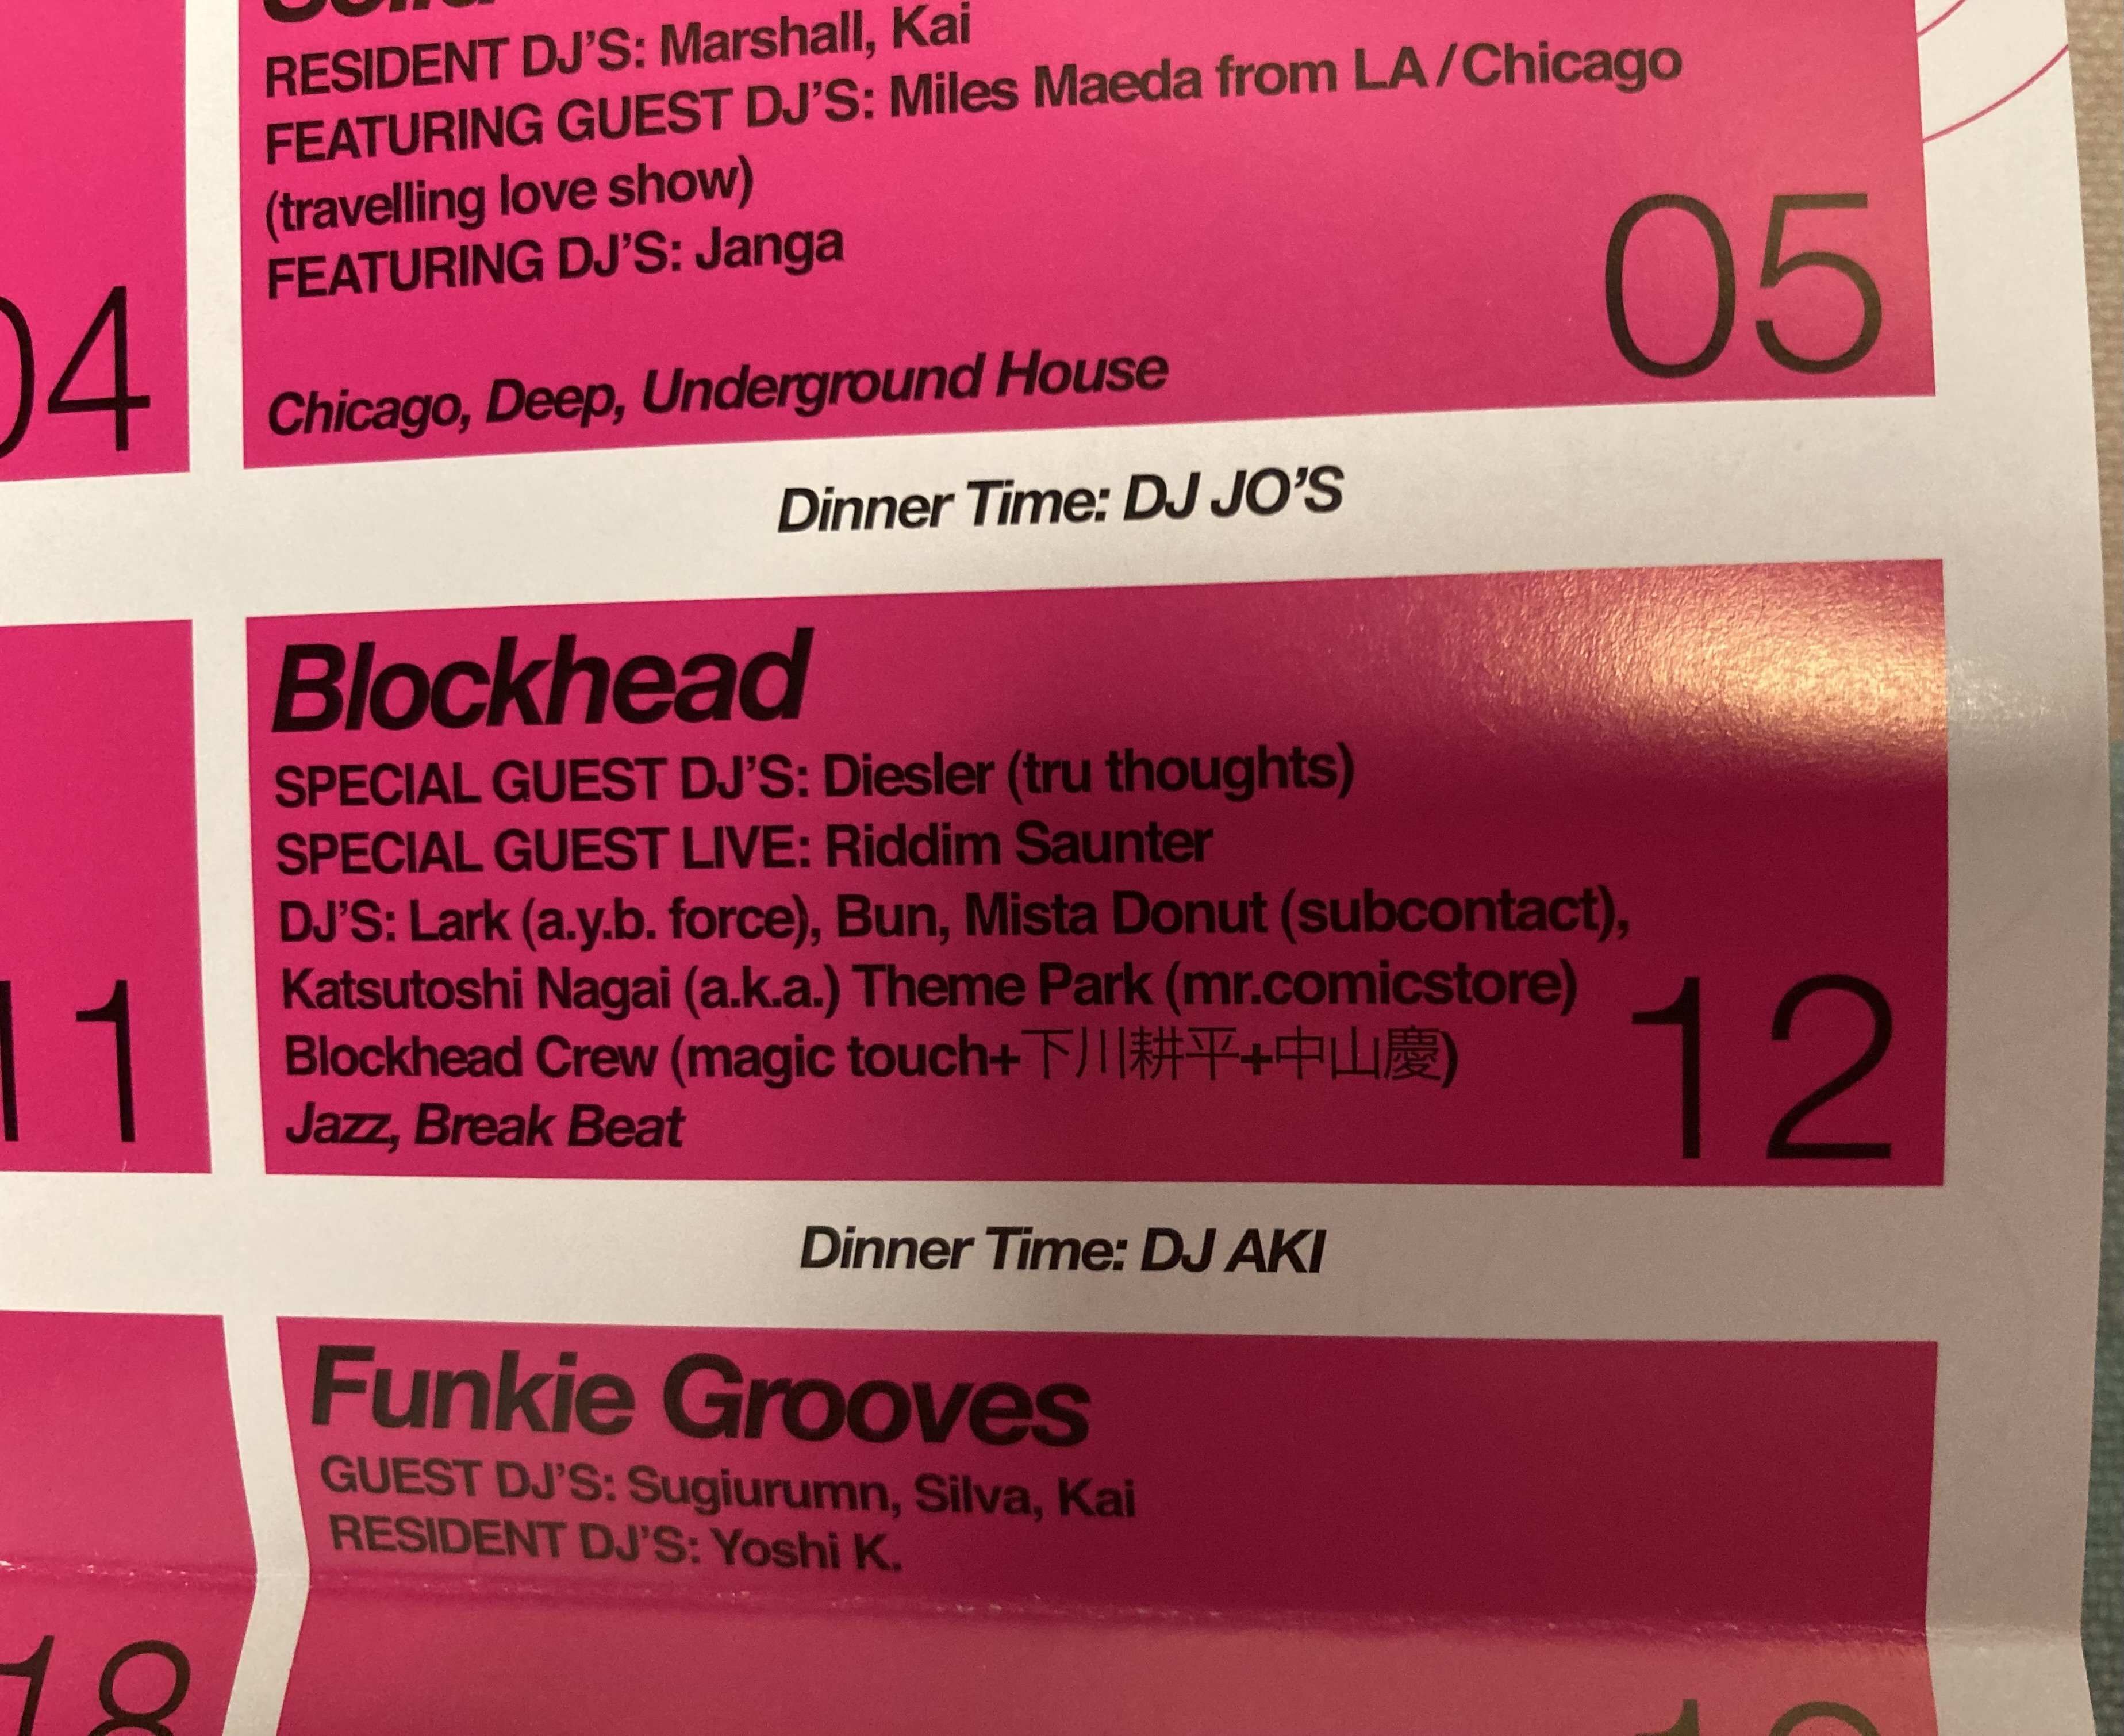 RESIDENT DJ'S: Marshall, Kai
FEATURING GUEST DJ'S: Miles Maeda from LA/Chicago
(travelling love show)
FEATURING DJ'S: Janga
Chicago, Deep, Underground House
04
05
Dinner Time: DJ JO'S
Blockhead
SPECIAL GUEST DJ'S: Diesler (tru thoughts)
SPECIAL GUEST LIVE: Riddim Saunter
DJ'S: Lark (a.y.b. force), Bun, Mista Donut (subcontact),
Katsutoshi Nagai (a.k.a.) Theme Park (mr.comicstore)
Blockhead Crew (magic touch+下川耕平+中山慶)
Jazz, Break Beat
11
12
Dinner Time: DJ AKI
Funkie Grooves
GUEST DJ'S: Sugiurumn, Silva, Kai
RESIDENT DJ'S: Yoshi K.
18